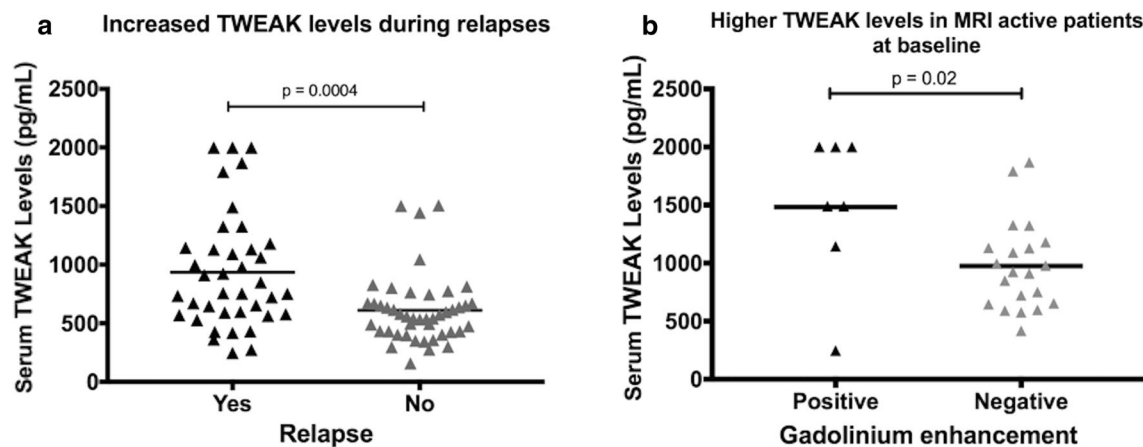 a
Increased TWEAK levels during relapses
Serum TWEAK Levels (pg/mL)
2500
2000
1500
1000
500
0
p = 0.0004
Yes
No
Relapse
b
Higher TWEAK levels in MRI active patients
at baseline
Serum TWEAK Levels (pg/mL)
2500
2000
1500
1000
500
0
p = 0.02
Positive
Negative
Gadolinium enhancement